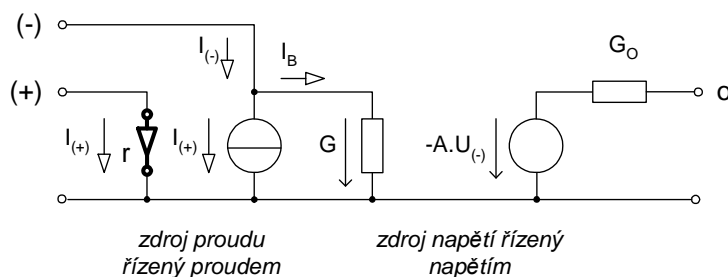 (-)
I(-)
IB
GO
(+)
o
I(+)
r
I(+)
G
-A.U(-)
zdroj proudu
řízený proudem
zdroj napětí řízený
napětím